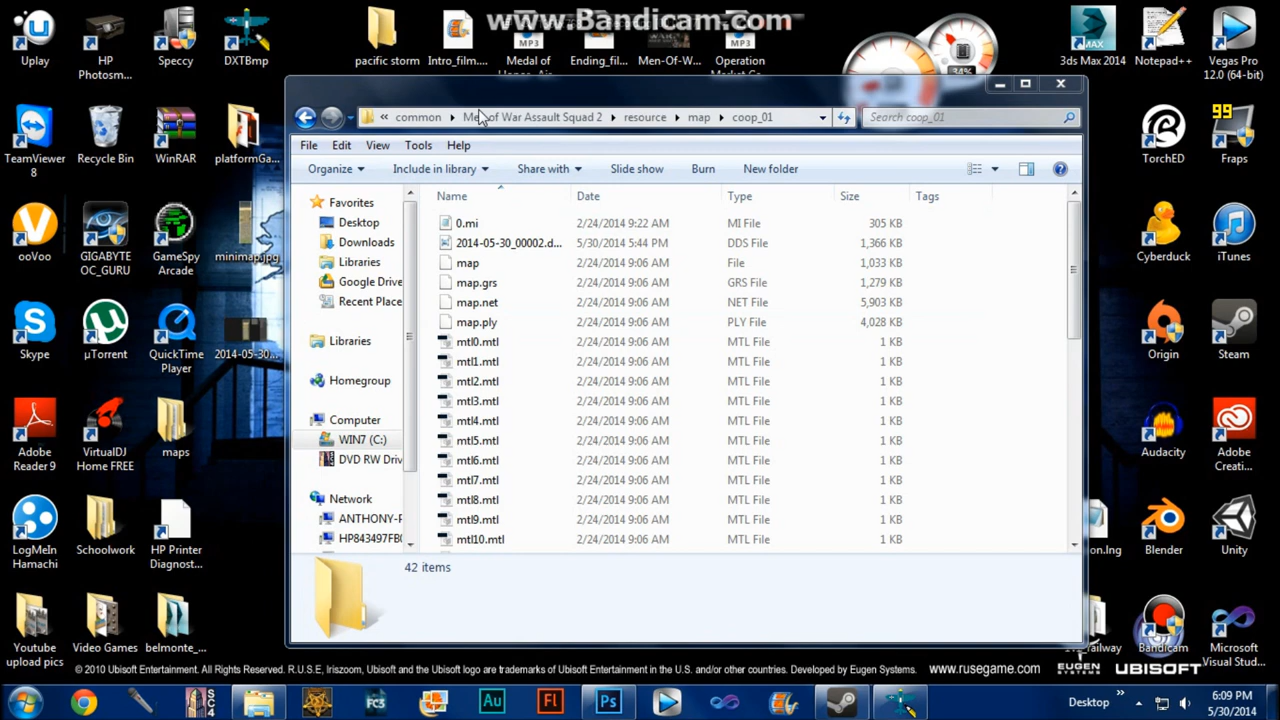 www.Bandicam.com
Uplay
HP
Photosm...
Speccy
DXTBmp
pacific storm
Intro_film....
Medal of
Ending_fil...
Men-Of-W...
Operation
3ds Max 2014
Notepad++
Vegas Pro
12.0 (64-bit)
34%
« common ▸ Men of War Assault Squad 2 ▸ resource ▸ map ▸ coop_01
Search coop_01
File Edit View Tools Help
Organize Include in library Share with Slide show Burn New folder
Name Date Type Size Tags
Favorites
Desktop
Downloads
Libraries
Google Drive
Recent Place
Libraries
Homegroup
Computer
WIN7 (C:)
DVD RW Driv
Network
ANTHONY-P
HP843497FB(
0.mi 2/24/2014 9:22 AM MI File 305 KB
2014-05-30_00002.d... 5/30/2014 5:44 PM DDS File 1,366 KB
map 2/24/2014 9:06 AM File 1,033 KB
map.grs 2/24/2014 9:06 AM GRS File 1,279 KB
map.net 2/24/2014 9:06 AM NET File 5,903 KB
map.ply 2/24/2014 9:06 AM PLY File 4,028 KB
mtl0.mtl 2/24/2014 9:06 AM MTL File 1 KB
mtl1.mtl 2/24/2014 9:06 AM MTL File 1 KB
mtl2.mtl 2/24/2014 9:06 AM MTL File 1 KB
mtl3.mtl 2/24/2014 9:06 AM MTL File 1 KB
mtl4.mtl 2/24/2014 9:06 AM MTL File 1 KB
mtl5.mtl 2/24/2014 9:06 AM MTL File 1 KB
mtl6.mtl 2/24/2014 9:06 AM MTL File 1 KB
mtl7.mtl 2/24/2014 9:06 AM MTL File 1 KB
mtl8.mtl 2/24/2014 9:06 AM MTL File 1 KB
mtl9.mtl 2/24/2014 9:06 AM MTL File 1 KB
mtl10.mtl 2/24/2014 9:06 AM MTL File 1 KB
42 items
TeamViewer
8
Recycle Bin
WinRAR
platformGa...
ooVoo
GIGABYTE
OC_GURU
GameSpy
Arcade
minimap.jpg
Skype
µTorrent
QuickTime
Player
2014-05-30...
Adobe
Reader 9
VirtualDJ
Home FREE
maps
LogMeIn
Hamachi
Schoolwork
HP Printer
Diagnost...
Youtube
upload pics
Video Games
belmonte_...
99
TorchED
Fraps
Cyberduck
iTunes
Origin
Steam
Audacity
Adobe
Creati...
on.lng
Blender
Unity
Bandicam
Microsoft
Visual Stud...
© 2010 Ubisoft Entertainment. All Rights Reserved. R.U.S.E, Iriszoom, Ubisoft and the Ubisoft logo are trademarks of Ubisoft Entertainment in the U.S. and/or other countries. Developed by Eugen Systems.
www.rusegame.com
EUGEN
SYSTEMS
UBISOFT
SC
4
Fc3
Au
Fl
Ps
Desktop
6:09 PM
5/30/2014